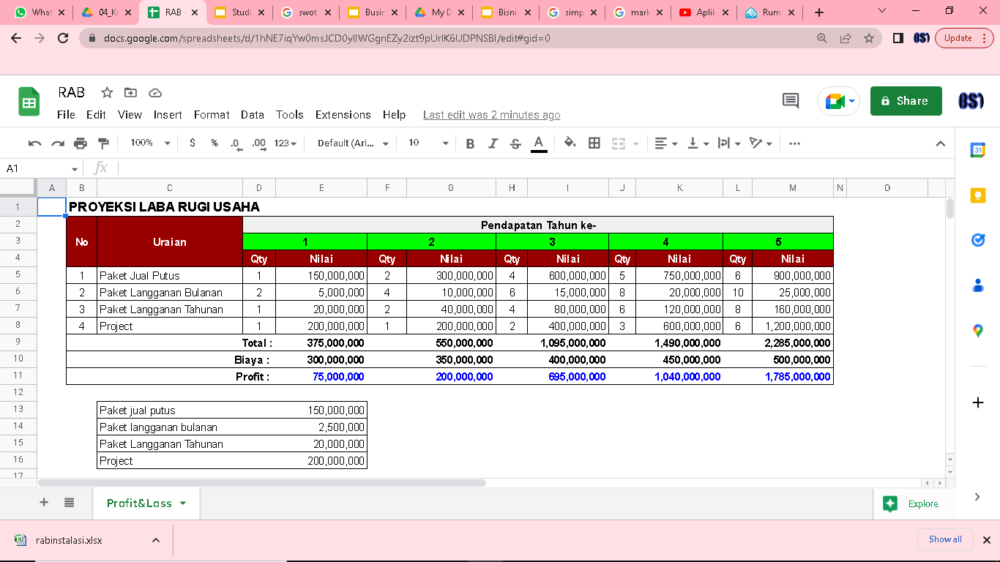 What 04_Kr RAB Studi swot Busin My D Bisni simp mark Aplik Rum
docs.google.com/spreadsheets/d/
Update
RAB
File Edit View Insert Format Data Tools Extensions Help Last edit was 2 minutes ago
Share
100% $ % .0 .00 123 Default (Ari... 10 B I S A
A1 fx
A B C D E F G H I J K L M N O
1 PROYEKSI LABA RUGI USAHA
2 Pendapatan Tahun ke-
3 No Uraian 1 2 3 4 5
4 Qty Nilai Qty Nilai Qty Nilai Qty Nilai Qty Nilai
5 1 Paket Jual Putus 1 150,000,000 2 300,000,000 4 600,000,000 5 750,000,000 6 900,000,000
6 2 Paket Langganan Bulanan 2 5,000,000 4 10,000,000 6 15,000,000 8 20,000,000 10 25,000,000
7 3 Paket Langganan Tahunan 1 20,000,000 2 40,000,000 4 80,000,000 6 120,000,000 8 160,000,000
8 4 Project 1 200,000,000 1 200,000,000 2 400,000,000 3 600,000,000 6 1,200,000,000
9 Total : 375,000,000 550,000,000 1,095,000,000 1,490,000,000 2,285,000,000
10 Biaya : 300,000,000 350,000,000 400,000,000 450,000,000 500,000,000
11 Profit : 75,000,000 200,000,000 695,000,000 1,040,000,000 1,785,000,000
12
13 Paket jual putus 150,000,000
14 Paket langganan bulanan 2,500,000
15 Paket Langganan Tahunan 20,000,000
16 Project 200,000,000
17
Profit&Loss
Explore
31
rabinstalasi.xlsx
Show all